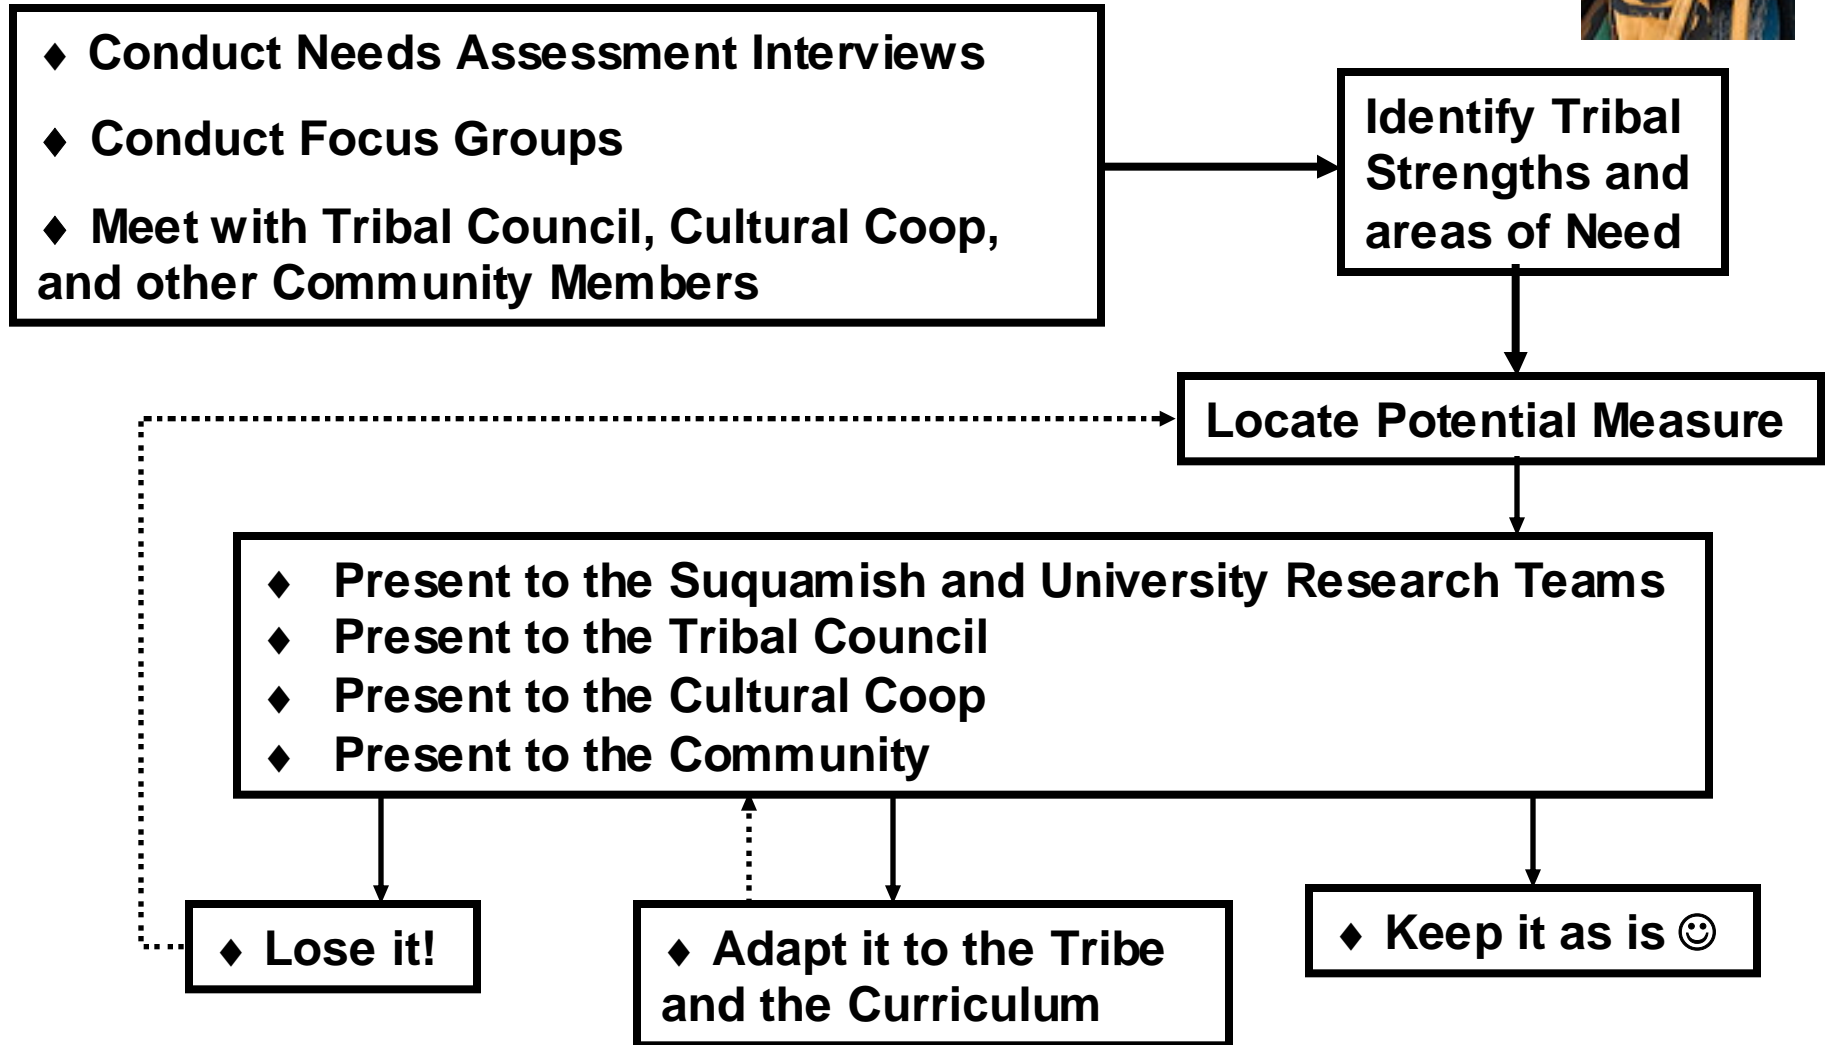 ♦ Conduct Needs Assessment Interviews
♦ Conduct Focus Groups
♦ Meet with Tribal Council, Cultural Coop,
and other Community Members
Identify Tribal
Strengths and
areas of Need
Locate Potential Measure
♦ Present to the Suquamish and University Research Teams
♦ Present to the Tribal Council
♦ Present to the Cultural Coop
♦ Present to the Community
♦ Lose it!
♦ Adapt it to the Tribe
and the Curriculum
♦ Keep it as is ☺